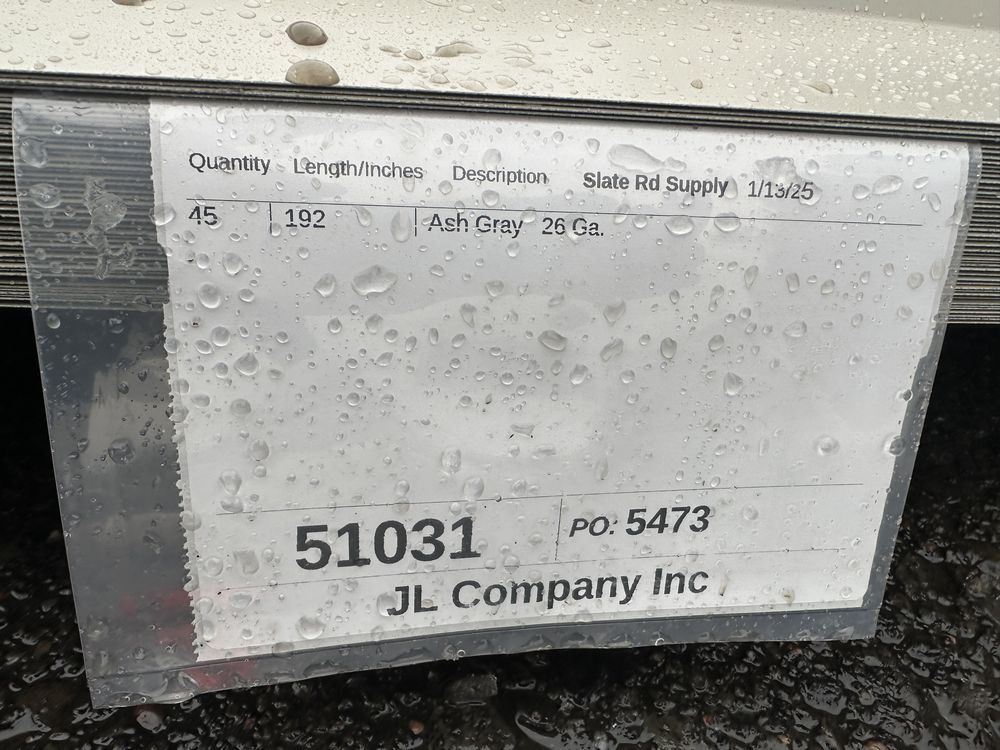 Quantity Length/Inches Description Slate Rd Supply 1/13/25
45 192 Ash Gray 26 Ga.
51031 PO: 5473
JL Company Inc